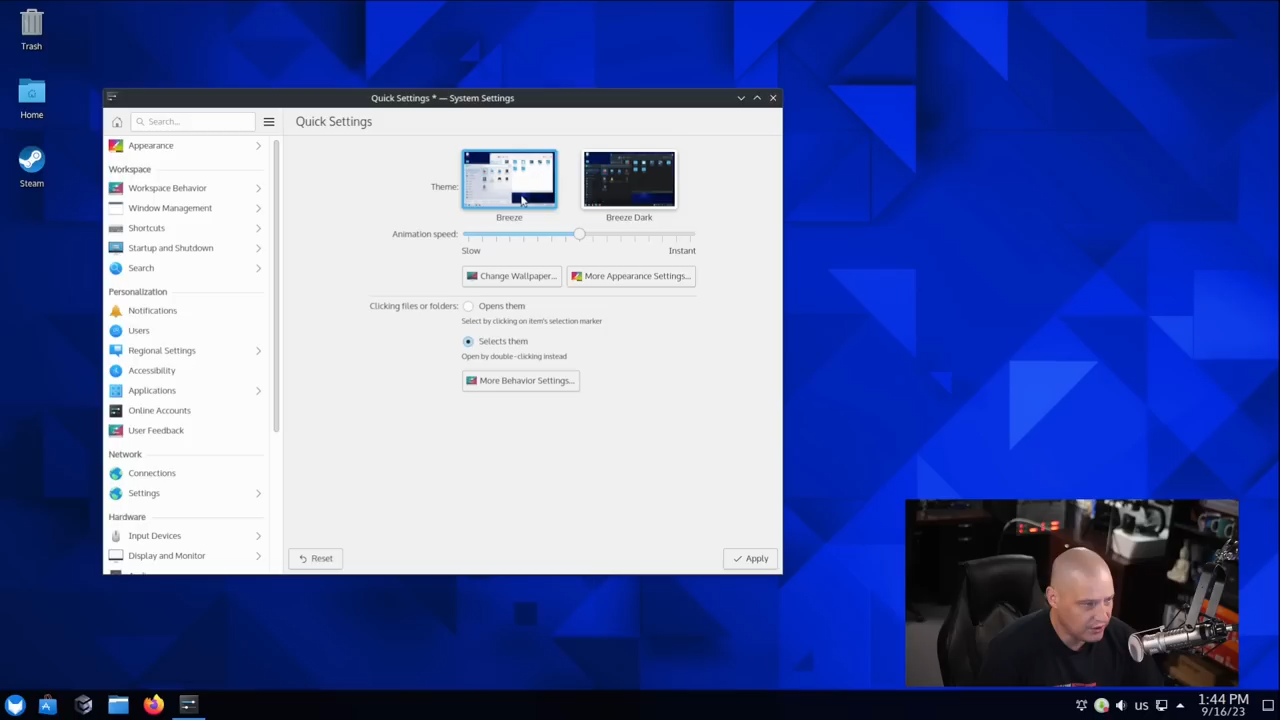 Trash
Home
Steam
Quick Settings * — System Settings
Search...
Quick Settings
Appearance
Workspace
Workspace Behavior
Window Management
Shortcuts
Startup and Shutdown
Search
Personalization
Notifications
Users
Regional Settings
Accessibility
Applications
Online Accounts
User Feedback
Network
Connections
Settings
Hardware
Input Devices
Display and Monitor
Theme:
Breeze
Breeze Dark
Animation speed:
Slow
Instant
Change Wallpaper...
More Appearance Settings...
Clicking files or folders:
Opens them
Select by clicking on item's selection marker
Selects them
Open by double-clicking instead
More Behavior Settings...
Reset
Apply
us
1:44 PM
9/16/23